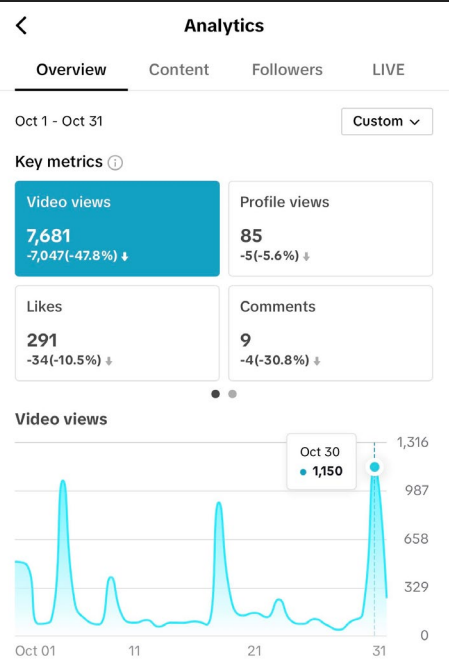 Analytics
Overview Content Followers LIVE
Oct 1 - Oct 31 Custom
Key metrics
Video views
7,681
-7,047(-47.8%)
Profile views
85
-5(-5.6%)
Likes
291
-34(-10.5%)
Comments
9
-4(-30.8%)
Video views
Oct 30
1,150
1,316
987
658
329
0
Oct 01 11 21 31